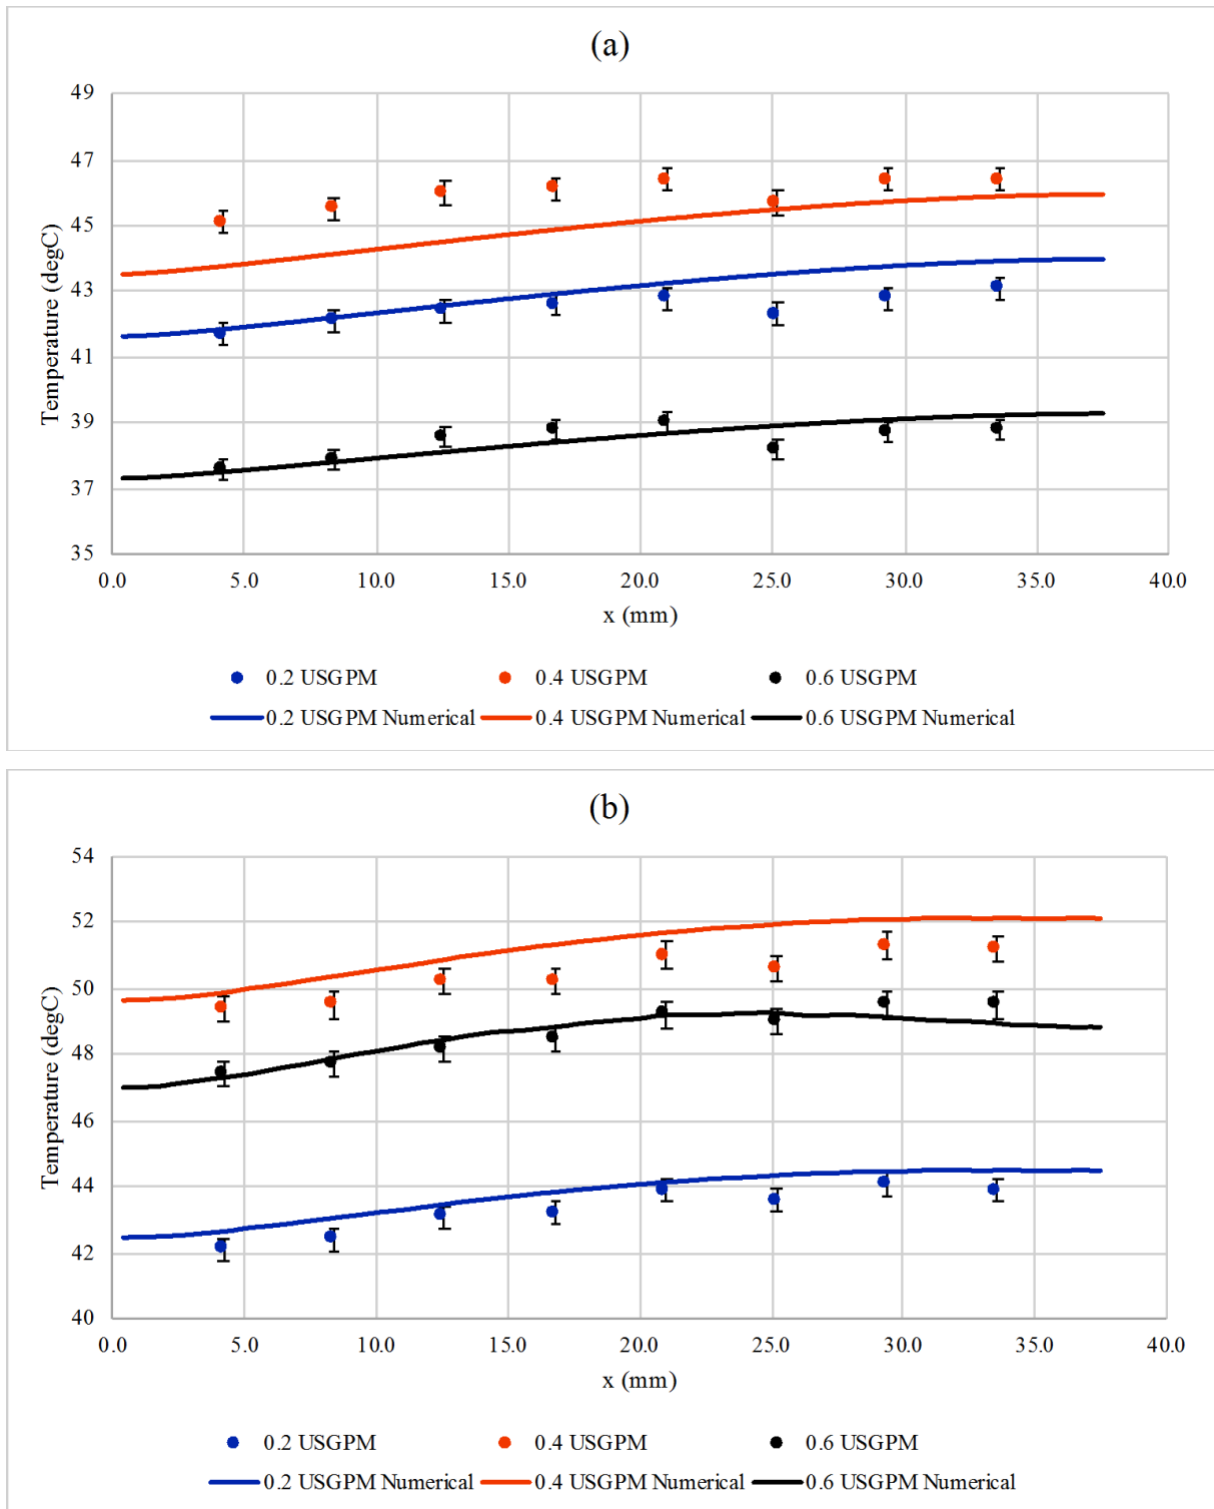 (a)
49
47
45
43
41
39
37
35
Temperature (degC)
0.0 5.0 10.0 15.0 20.0 25.0 30.0 35.0 40.0
x (mm)
0.2 USGPM 0.4 USGPM 0.6 USGPM
0.2 USGPM Numerical 0.4 USGPM Numerical 0.6 USGPM Numerical
(b)
54
52
50
48
46
44
42
40
Temperature (degC)
0.0 5.0 10.0 15.0 20.0 25.0 30.0 35.0 40.0
x (mm)
0.2 USGPM 0.4 USGPM 0.6 USGPM
0.2 USGPM Numerical 0.4 USGPM Numerical 0.6 USGPM Numerical